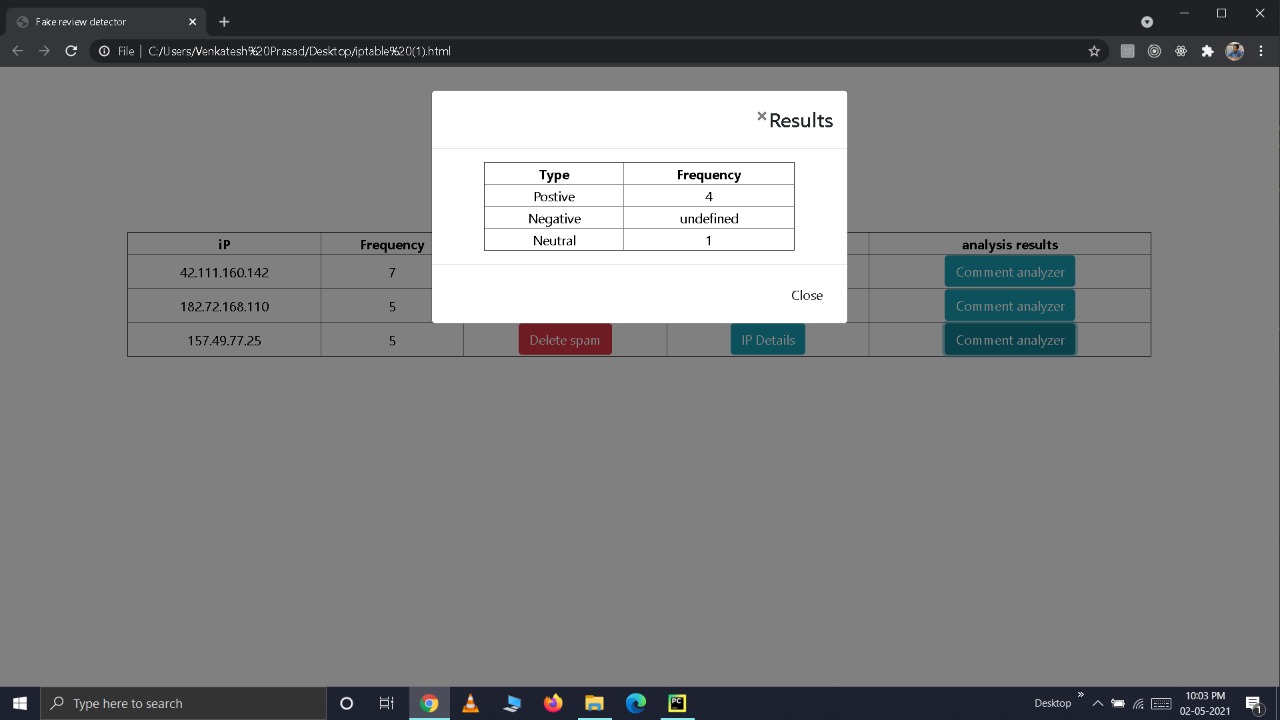 Fake review detector
File | C:/Users/Venkatesh%20Prasad/Desktop/iptable%20(1).html
× Results
Type Frequency
Postive 4
Negative undefined
Neutral 1
Close
iP Frequency analysis results
42.111.160.142 7 Comment analyzer
182.72.168.110 5 Comment analyzer
157.49.77.25 5 Delete spam IP Details Comment analyzer
Type here to search
PC
Desktop
10:03 PM
02-05-2021
1